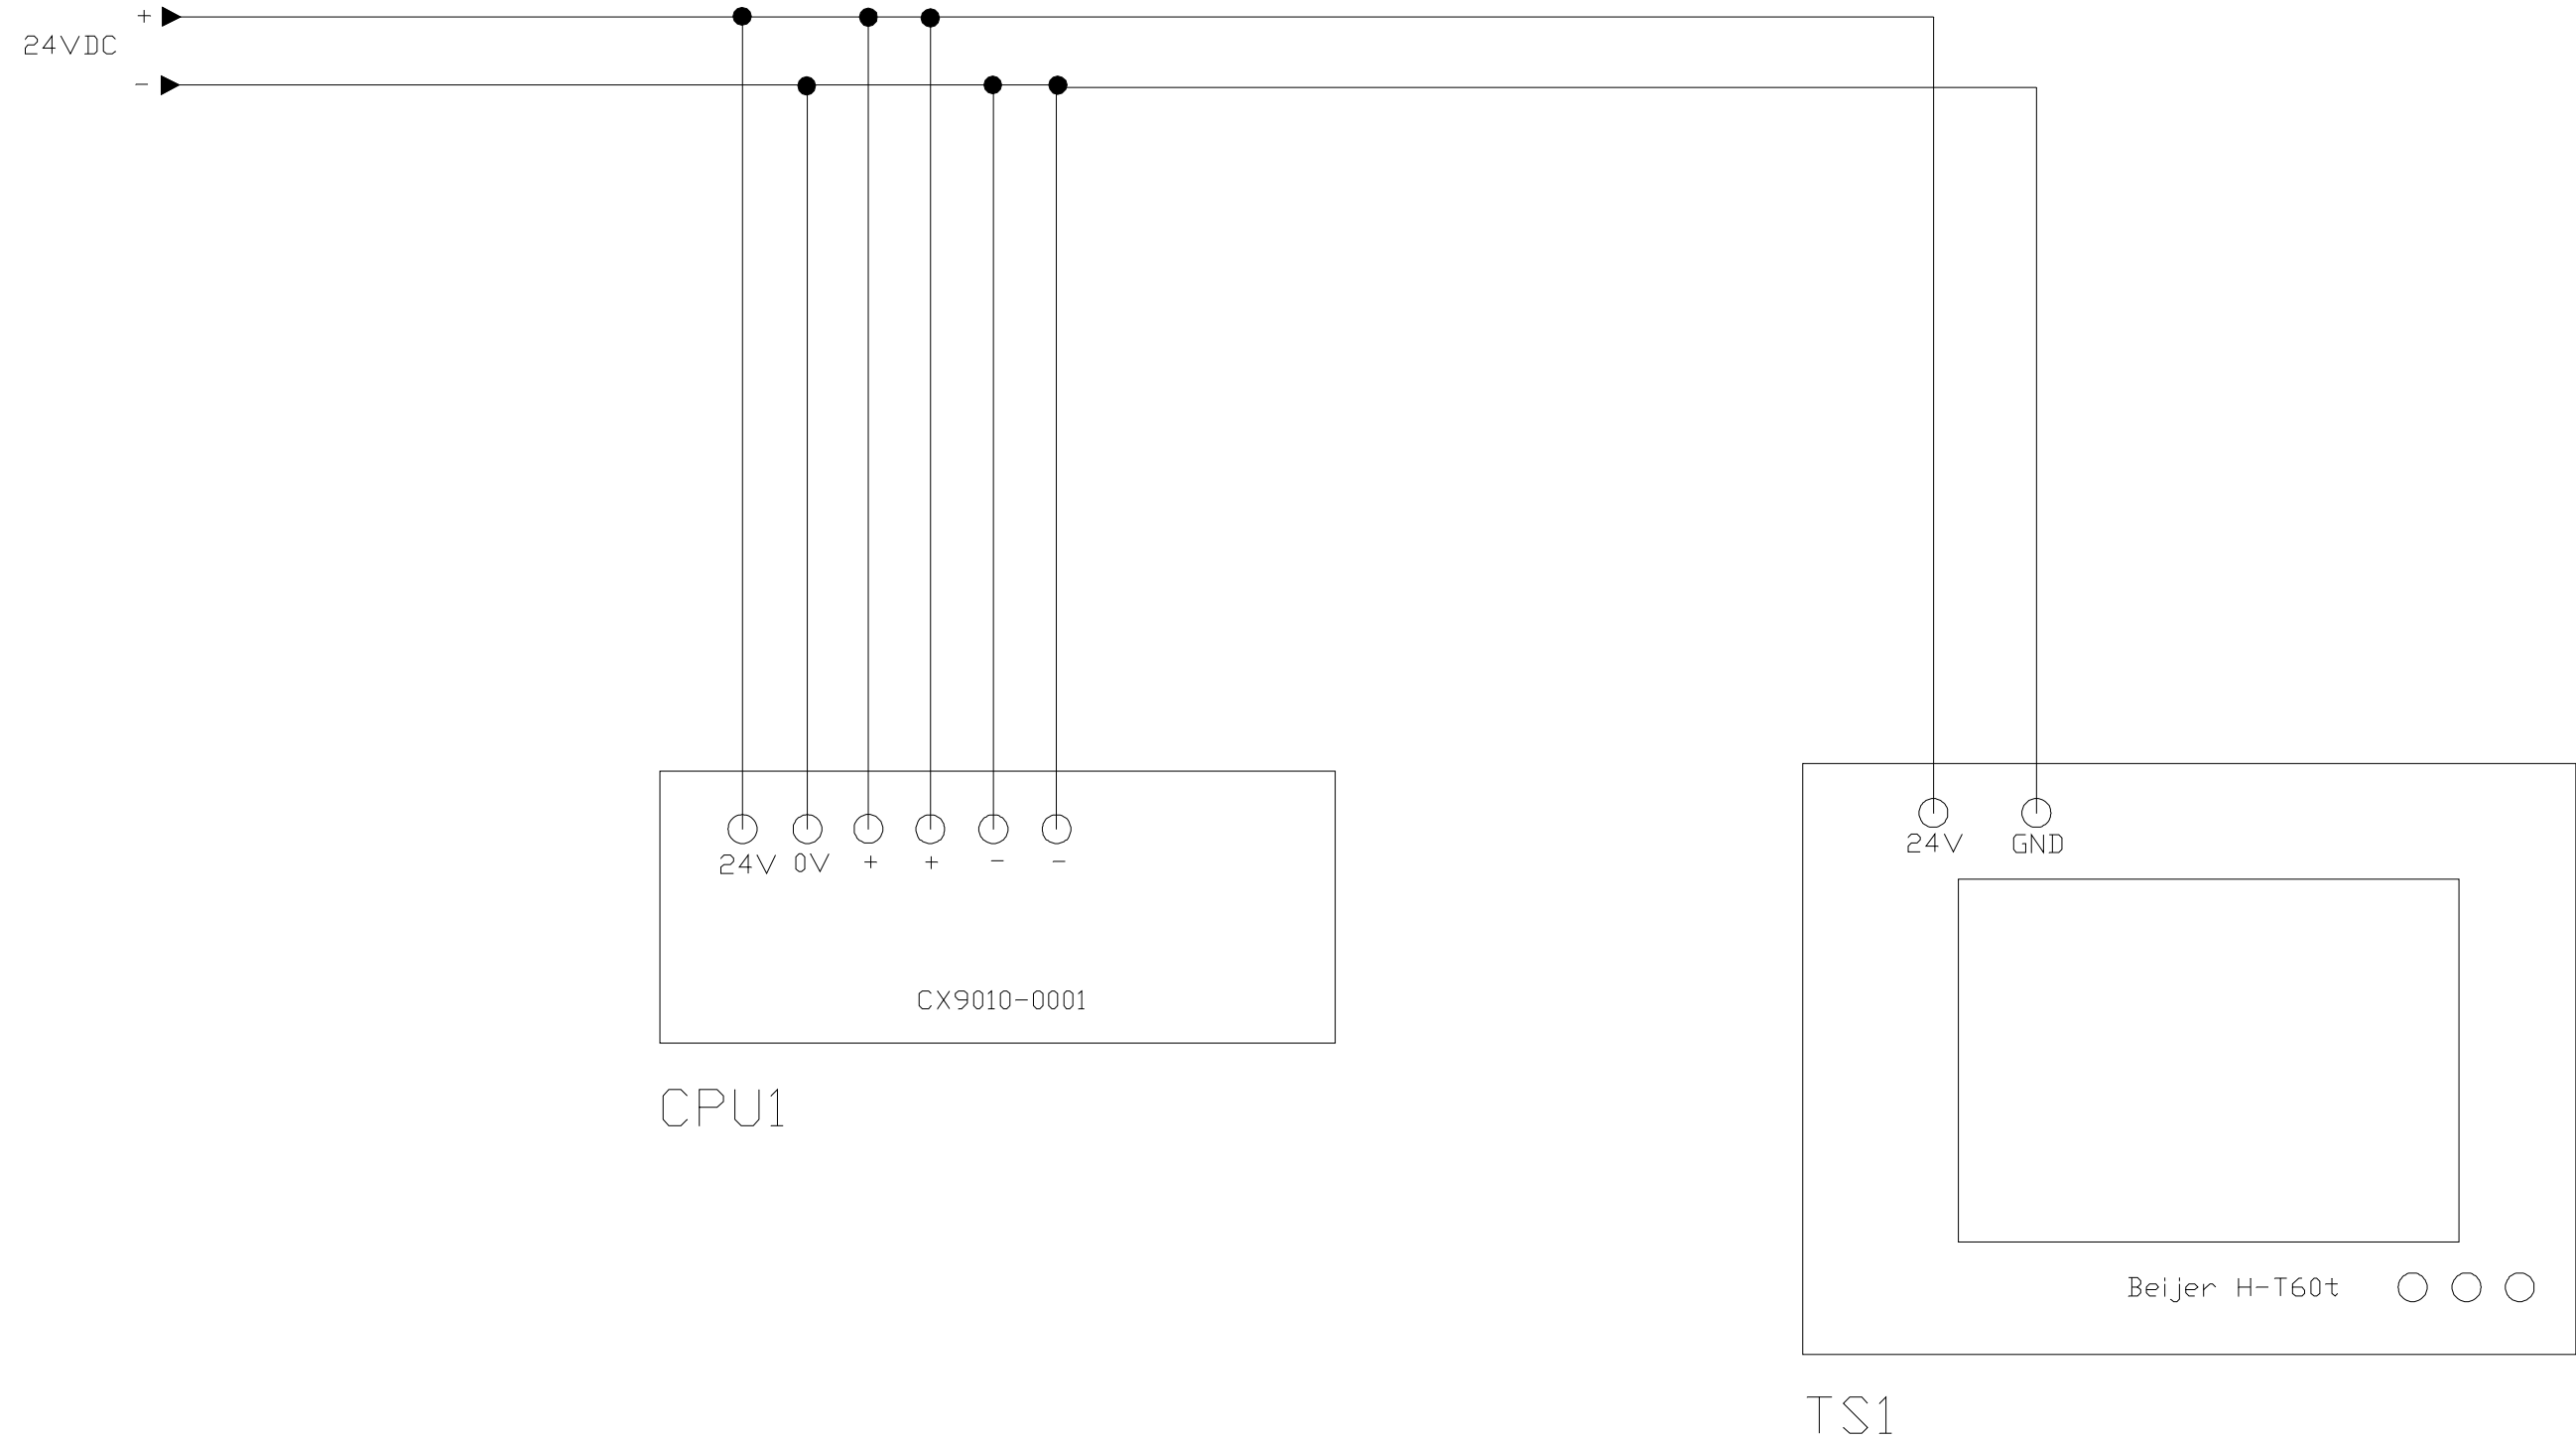 +
24VDC
-
24V 0V + + - -
24V GND
CX9010-0001
CPU1
Beijer H-T60t
TS1